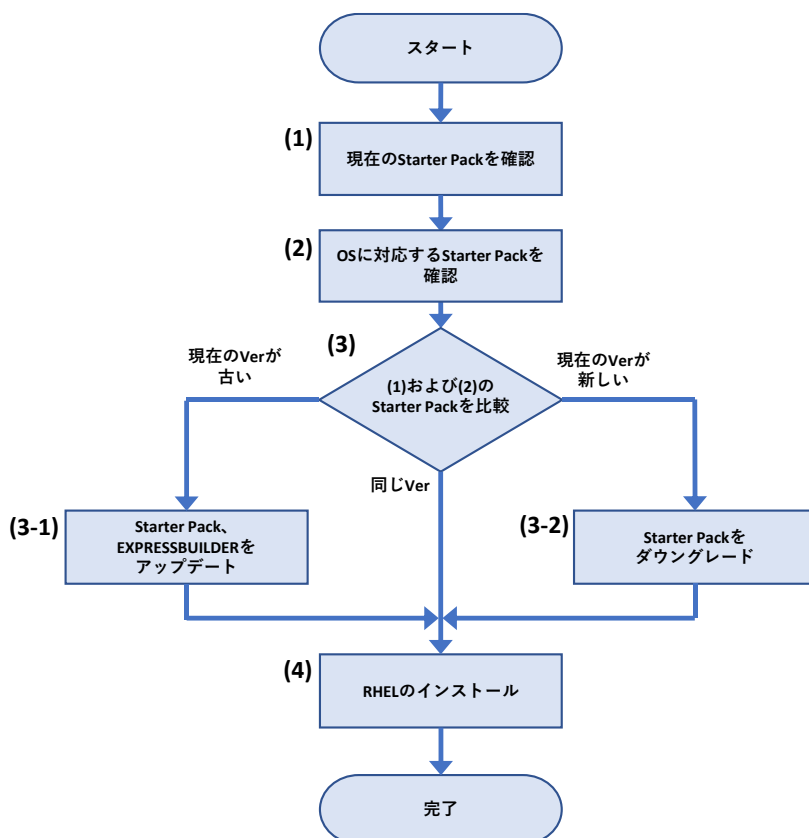 スタート
(1)
現在のStarter Packを確認
(2)
OSに対応するStarter Packを
確認
(3)
現在のVerが
古い
(1)および(2)の
Starter Packを比較
現在のVerが
新しい
同じVer
(3-1)
Starter Pack、
EXPRESSBUILDERを
アップデート
(3-2)
Starter Packを
ダウングレード
(4)
RHELのインストール
完了